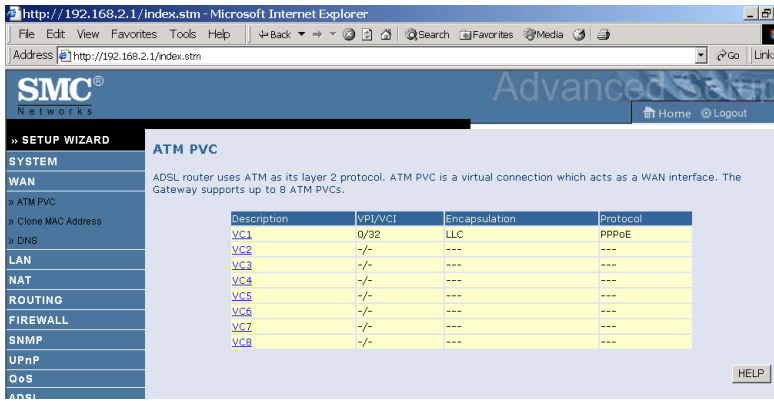 http://192.168.2.1/index.stm - Microsoft Internet Explorer
File Edit View Favorites Tools Help Back Search Favorites Media
Address http://192.168.2.1/index.stm Go Link
SMC®
Networks
Advanced Setup
Home Logout
» SETUP WIZARD
SYSTEM
WAN
» ATM PVC
» Clone MAC Address
» DNS
LAN
NAT
ROUTING
FIREWALL
SNMP
UPnP
QoS
ADSL
ATM PVC
ADSL router uses ATM as its layer 2 protocol. ATM PVC is a virtual connection which acts as a WAN interface. The
Gateway supports up to 8 ATM PVCs.
Description VPI/VCI Encapsulation Protocol
VC1 0/32 LLC PPPoE
VC2 -/- --- ---
VC3 -/- --- ---
VC4 -/- --- ---
VC5 -/- --- ---
VC6 -/- --- ---
VC7 -/- --- ---
VC8 -/- --- ---
HELP